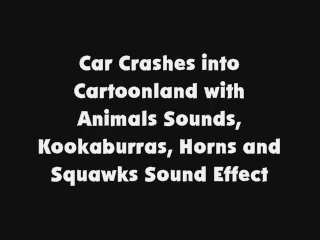 Car Crashes into
Cartoonland with
Animals Sounds,
Kookaburras, Horns and
Squawks Sound Effect